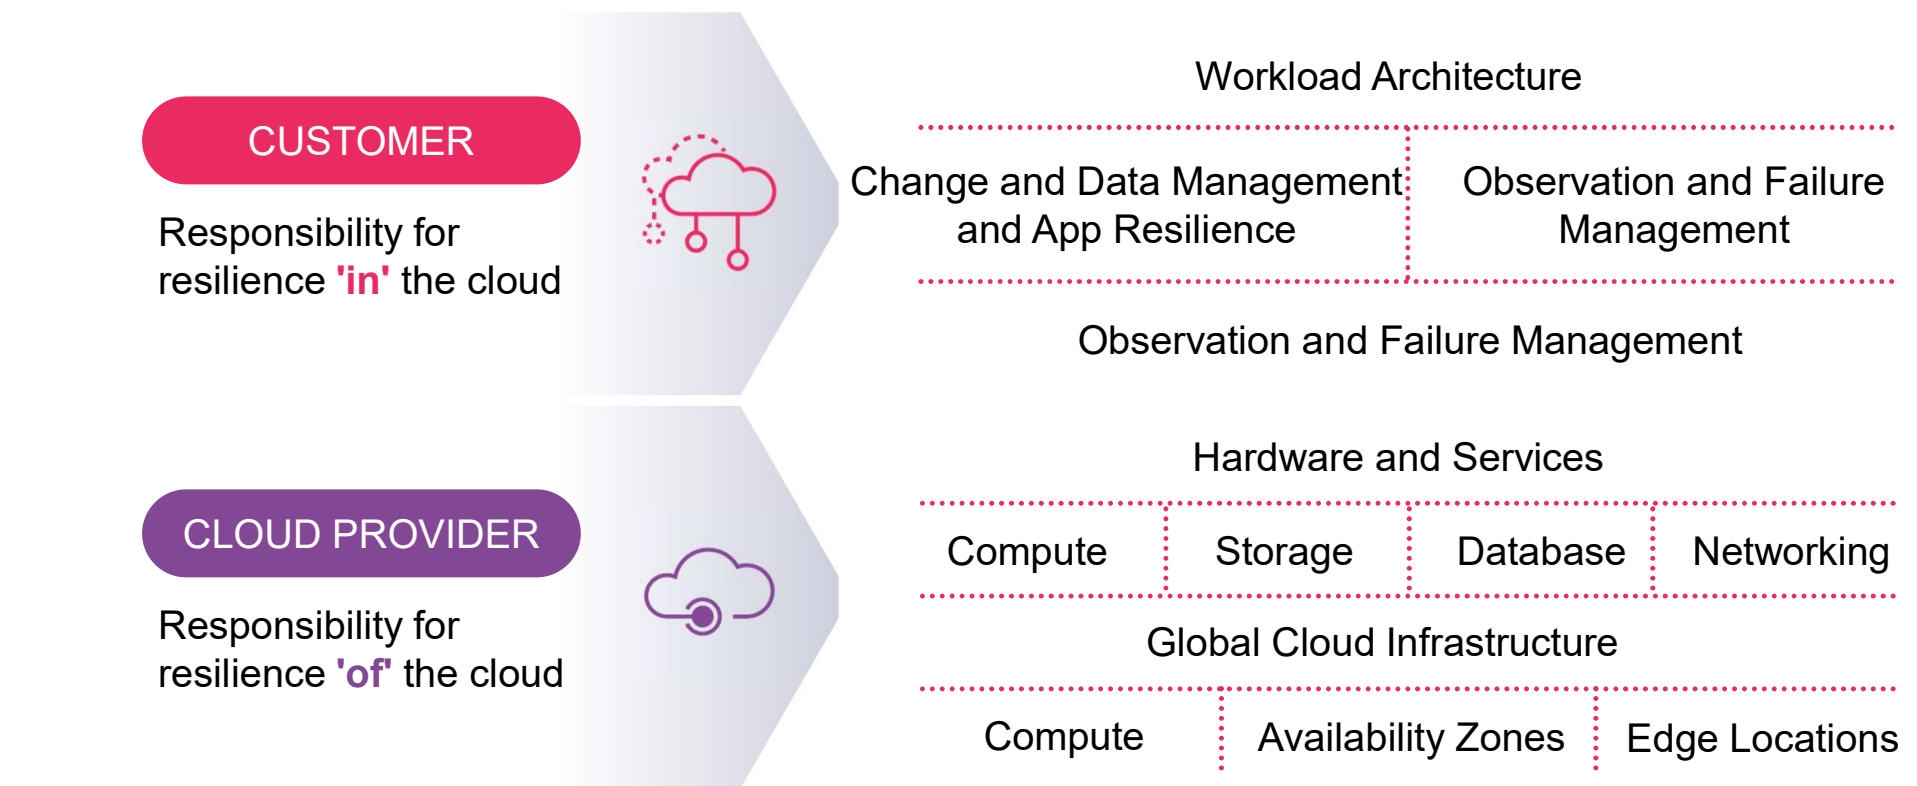 CUSTOMER
Responsibility for
resilience 'in' the cloud
Workload Architecture
Change and Data Management
and App Resilience
Observation and Failure
Management
Observation and Failure Management
CLOUD PROVIDER
Responsibility for
resilience 'of' the cloud
Hardware and Services
Compute
Storage
Database
Networking
Global Cloud Infrastructure
Compute
Availability Zones
Edge Locations